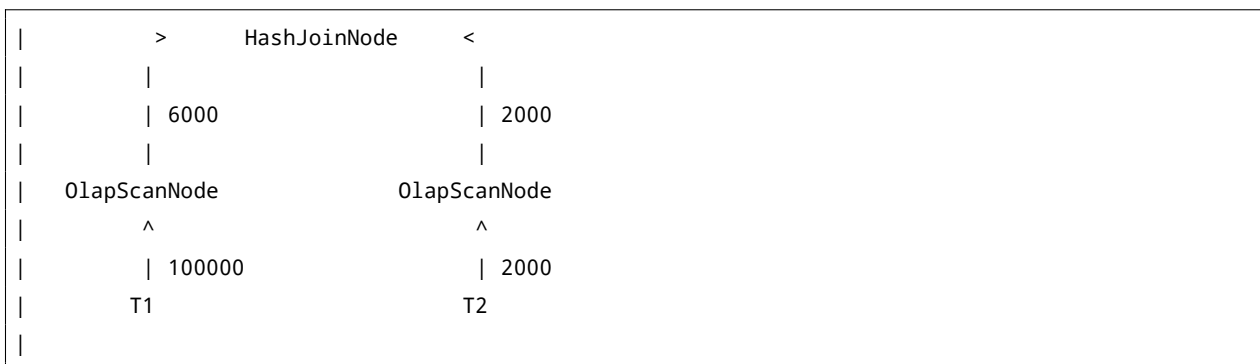 |          >      HashJoinNode     <
|         |                         |
|         | 6000                    | 2000
|         |                         |
|   OlapScanNode              OlapScanNode
|         ^                         ^
|         | 100000                  | 2000
|        T1                        T2
|